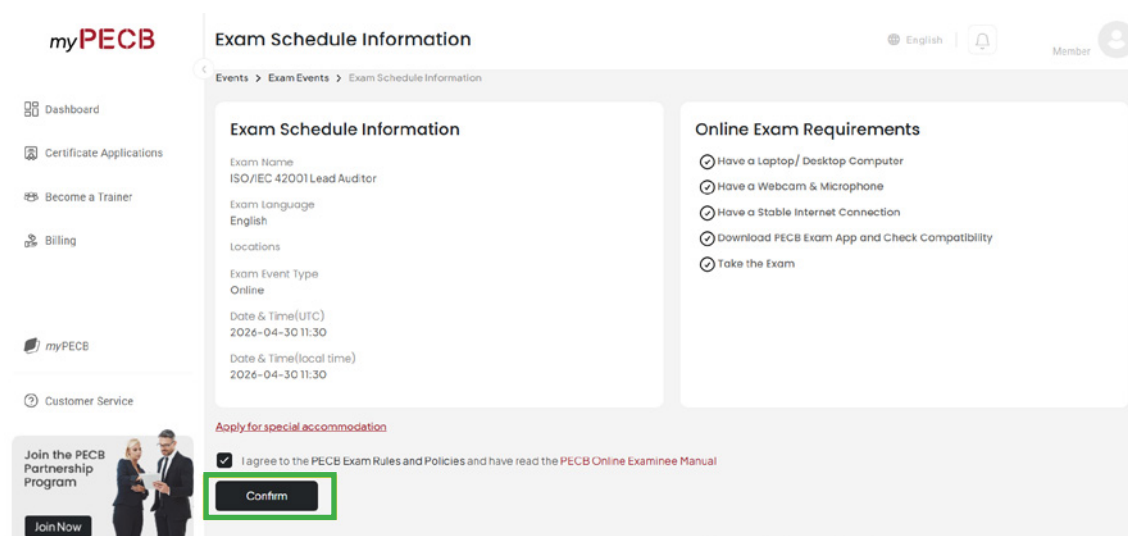 myPECB
Exam Schedule Information
English
Member
Events > Exam Events > Exam Schedule Information
Dashboard
Certificate Applications
Become a Trainer
Billing
myPECB
Customer Service
Join the PECB
Partnership
Program
Join Now
Exam Schedule Information
Exam Name
ISO/IEC 42001 Lead Auditor
Exam Language
English
Locations
Exam Event Type
Online
Date & Time(UTC)
2026-04-30 11:30
Date & Time(local time)
2026-04-30 11:30
Online Exam Requirements
Have a Laptop/ Desktop Computer
Have a Webcam & Microphone
Have a Stable Internet Connection
Download PECB Exam App and Check Compatibility
Take the Exam
Apply for special accommodation
I agree to the PECB Exam Rules and Policies and have read the PECB Online Examinee Manual
Confirm